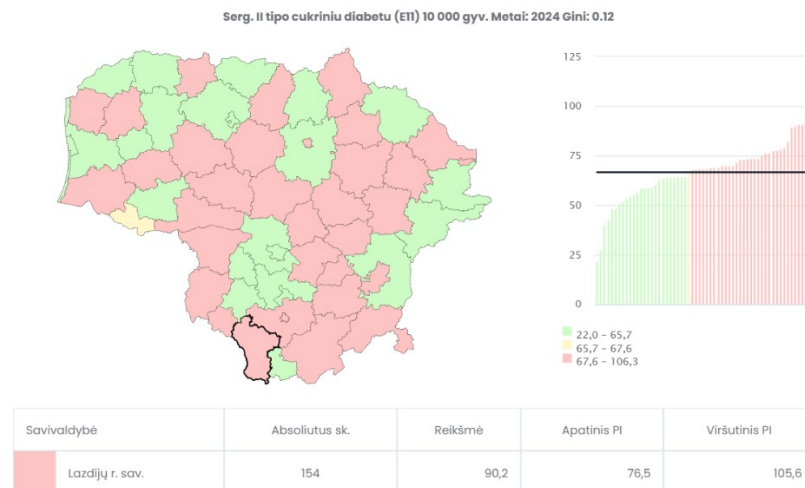 Serg. II tipo cukriniu diabetu (E11) 10 000 gyv. Metai: 2024 Gini: 0.12
125
100
75
50
25
0
22,0 – 65,7
65,7 – 67,6
67,6 – 106,3
Savivaldybė Absoliutus sk. Reikšmė Apatinis PI Viršutinis PI
Lazdijų r. sav. 154 90,2 76,5 105,6